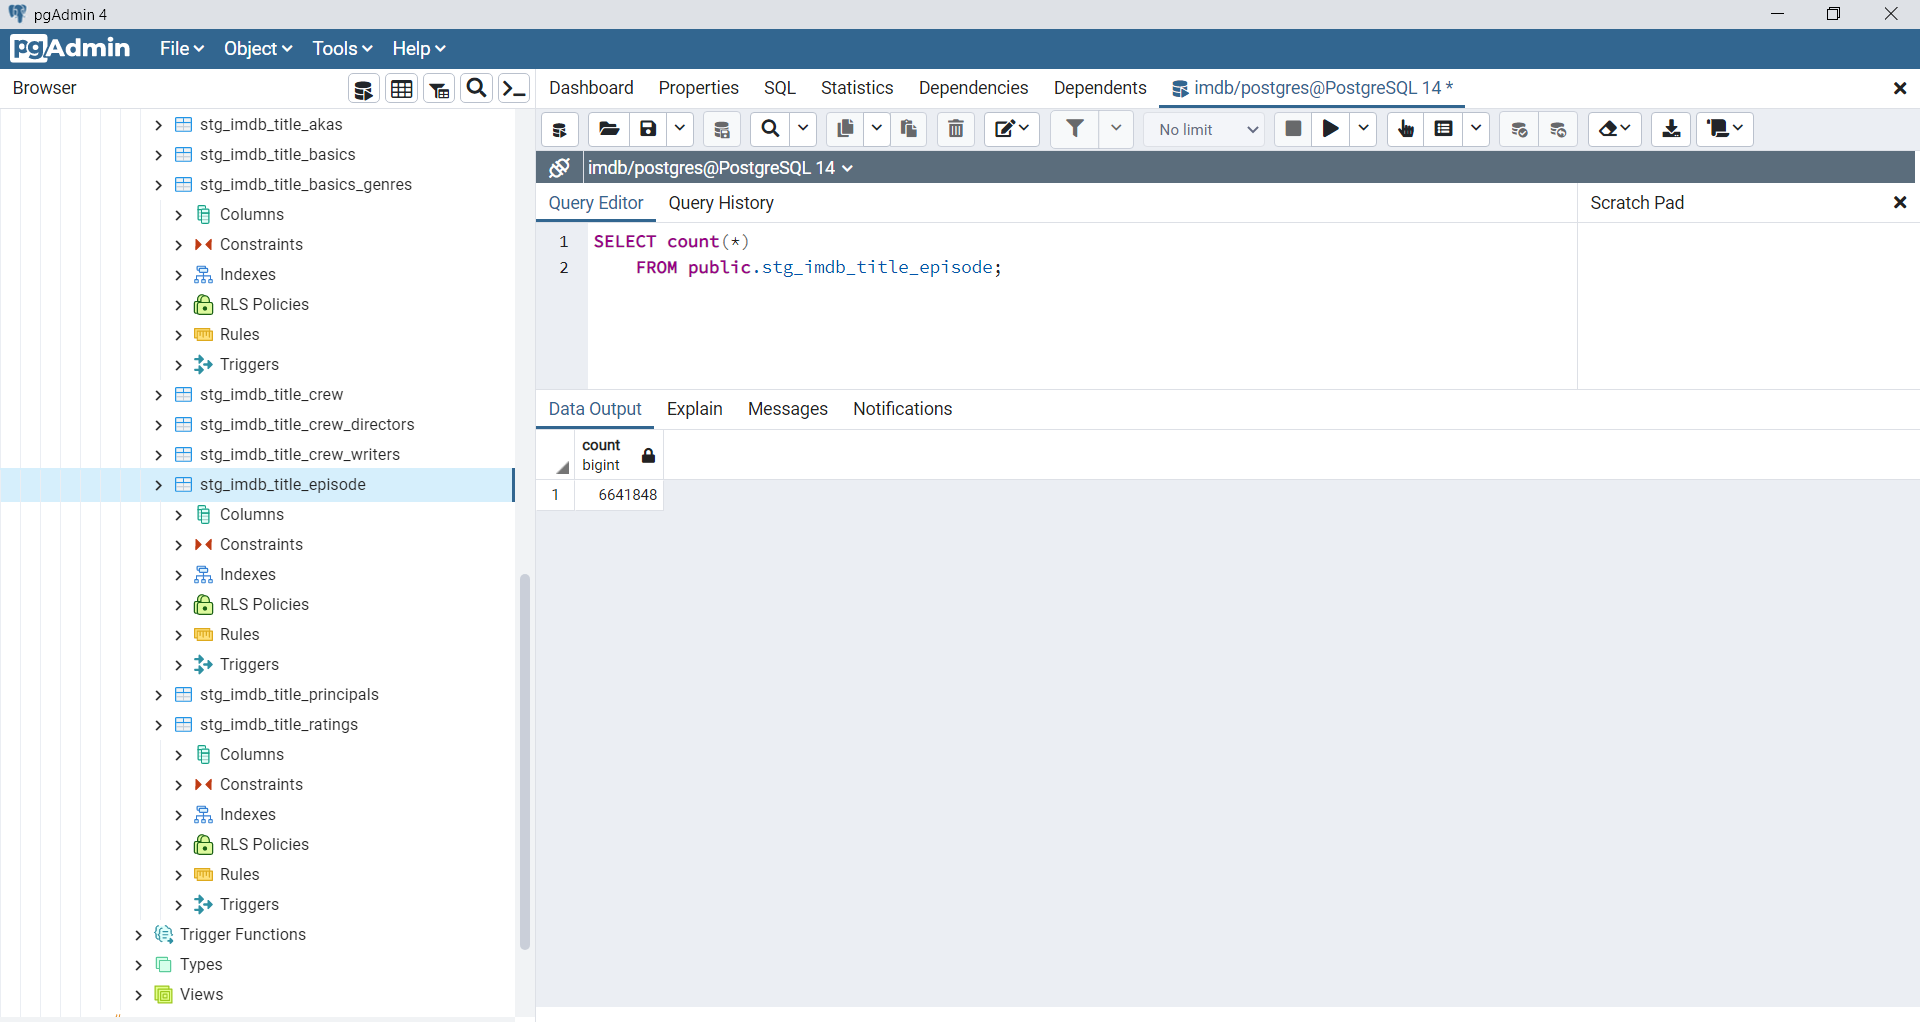 pgAdmin 4
pgAdmin File Object Tools Help
Browser
stg_imdb_title_akas
stg_imdb_title_basics
stg_imdb_title_basics_genres
Columns
Constraints
Indexes
RLS Policies
Rules
Triggers
stg_imdb_title_crew
stg_imdb_title_crew_directors
stg_imdb_title_crew_writers
stg_imdb_title_episode
Columns
Constraints
Indexes
RLS Policies
Rules
Triggers
stg_imdb_title_principals
stg_imdb_title_ratings
Columns
Constraints
Indexes
RLS Policies
Rules
Triggers
Trigger Functions
Types
Views
Dashboard Properties SQL Statistics Dependencies Dependents imdb/postgres@PostgreSQL 14 *
No limit
imdb/postgres@PostgreSQL 14
Query Editor Query History
Scratch Pad
1 SELECT count(*)
2 FROM public.stg_imdb_title_episode;
Data Output Explain Messages Notifications
count
bigint
1 6641848